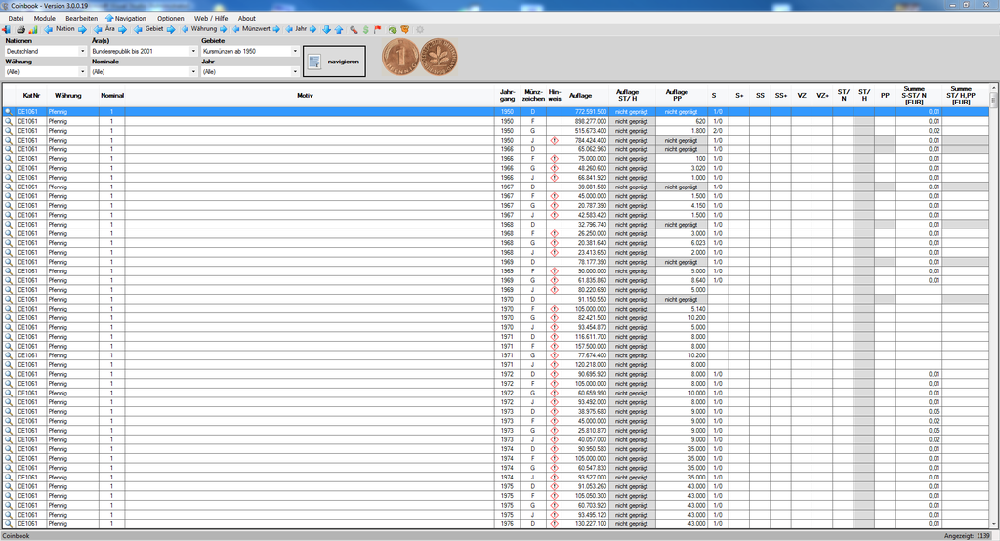 Coinbook - Version 3.0.0.19
Datei Module Bearbeiten Navigation Optionen Web / Hilfe About
Nation Ära Gebiet Währung Münzwert Jahr
Nationen Ära(s) Gebiete
Deutschland Bundesrepublik bis 2001 Kursmünzen ab 1950
navigieren
Währung Nominale Jahr
(Alle) (Alle) (Alle)
KatNr Währung Nominal Motiv Jahr-gang Münz-zeichen Hin-weis Auflage Auflage ST/ H Auflage PP S S+ SS SS+ VZ VZ+ ST/ N ST/ H PP Summe S-ST/ N [EUR] Summe ST/ H,PP [EUR]
DE1061 Pfennig 1 1950 D 772.591.500 nicht geprägt nicht geprägt 1/0 0,01
DE1061 Pfennig 1 1950 F 898.277.000 nicht geprägt 620 1/0 0,01
DE1061 Pfennig 1 1950 G 515.673.400 nicht geprägt 1.800 2/0 0,02
DE1061 Pfennig 1 1950 J 784.424.400 nicht geprägt nicht geprägt 1/0 0,01
DE1061 Pfennig 1 1966 D 65.062.960 nicht geprägt nicht geprägt 1/0 0,01
DE1061 Pfennig 1 1966 F 75.000.000 nicht geprägt 100 1/0 0,01
DE1061 Pfennig 1 1966 G 48.260.600 nicht geprägt 3.020 1/0 0,01
DE1061 Pfennig 1 1966 J 66.841.920 nicht geprägt 1.000 1/0 0,01
DE1061 Pfennig 1 1967 D 39.081.580 nicht geprägt nicht geprägt 1/0 0,01
DE1061 Pfennig 1 1967 F 45.000.000 nicht geprägt 1.500 1/0 0,01
DE1061 Pfennig 1 1967 G 20.787.390 nicht geprägt 4.150 1/0 0,01
DE1061 Pfennig 1 1967 J 42.583.420 nicht geprägt 1.500 1/0 0,01
DE1061 Pfennig 1 1968 D 32.796.740 nicht geprägt nicht geprägt 1/0 0,01
DE1061 Pfennig 1 1968 F 26.250.000 nicht geprägt 3.000 1/0 0,01
DE1061 Pfennig 1 1968 G 20.381.640 nicht geprägt 6.023 1/0 0,01
DE1061 Pfennig 1 1968 J 23.413.650 nicht geprägt 2.000 1/0 0,01
DE1061 Pfennig 1 1969 D 78.177.390 nicht geprägt nicht geprägt 1/0 0,01
DE1061 Pfennig 1 1969 F 90.000.000 nicht geprägt 5.000 1/0 0,01
DE1061 Pfennig 1 1969 G 61.835.860 nicht geprägt 8.640 1/0 0,01
DE1061 Pfennig 1 1969 J 80.220.690 nicht geprägt 5.000
DE1061 Pfennig 1 1970 D 91.150.550 nicht geprägt nicht geprägt
DE1061 Pfennig 1 1970 F 105.000.000 nicht geprägt 5.140
DE1061 Pfennig 1 1970 G 82.421.500 nicht geprägt 10.200
DE1061 Pfennig 1 1970 J 93.454.870 nicht geprägt 5.000
DE1061 Pfennig 1 1971 D 116.611.700 nicht geprägt 8.000
DE1061 Pfennig 1 1971 F 157.500.000 nicht geprägt 8.000
DE1061 Pfennig 1 1971 G 77.674.400 nicht geprägt 10.200
DE1061 Pfennig 1 1971 J 120.218.000 nicht geprägt 8.000
DE1061 Pfennig 1 1972 D 90.695.920 nicht geprägt 8.000 1/0 0,01
DE1061 Pfennig 1 1972 F 105.000.000 nicht geprägt 8.000 1/0 0,01
DE1061 Pfennig 1 1972 G 60.659.990 nicht geprägt 10.000 1/0 0,01
DE1061 Pfennig 1 1972 J 93.492.000 nicht geprägt 8.000 1/0 0,01
DE1061 Pfennig 1 1973 D 38.975.680 nicht geprägt 9.000 1/0 0,05
DE1061 Pfennig 1 1973 F 45.000.000 nicht geprägt 9.000 1/0 0,02
DE1061 Pfennig 1 1973 G 25.810.870 nicht geprägt 9.000 1/0 0,05
DE1061 Pfennig 1 1973 J 40.057.000 nicht geprägt 9.000 1/0 0,02
DE1061 Pfennig 1 1974 D 90.950.580 nicht geprägt 35.000 1/0 0,01
DE1061 Pfennig 1 1974 F 105.000.000 nicht geprägt 35.000 1/0 0,01
DE1061 Pfennig 1 1974 G 60.547.830 nicht geprägt 35.000 1/0 0,01
DE1061 Pfennig 1 1974 J 93.527.000 nicht geprägt 35.000 1/0 0,01
DE1061 Pfennig 1 1975 D 91.053.260 nicht geprägt 43.000 1/0 0,01
DE1061 Pfennig 1 1975 F 105.050.300 nicht geprägt 43.000 1/0 0,01
DE1061 Pfennig 1 1975 G 60.703.920 nicht geprägt 43.000 1/0 0,01
DE1061 Pfennig 1 1975 J 93.495.120 nicht geprägt 43.000 1/0 0,01
DE1061 Pfennig 1 1976 D 130.227.100 nicht geprägt 43.000 1/0 0,01
Coinbook Angezeigt: 1139